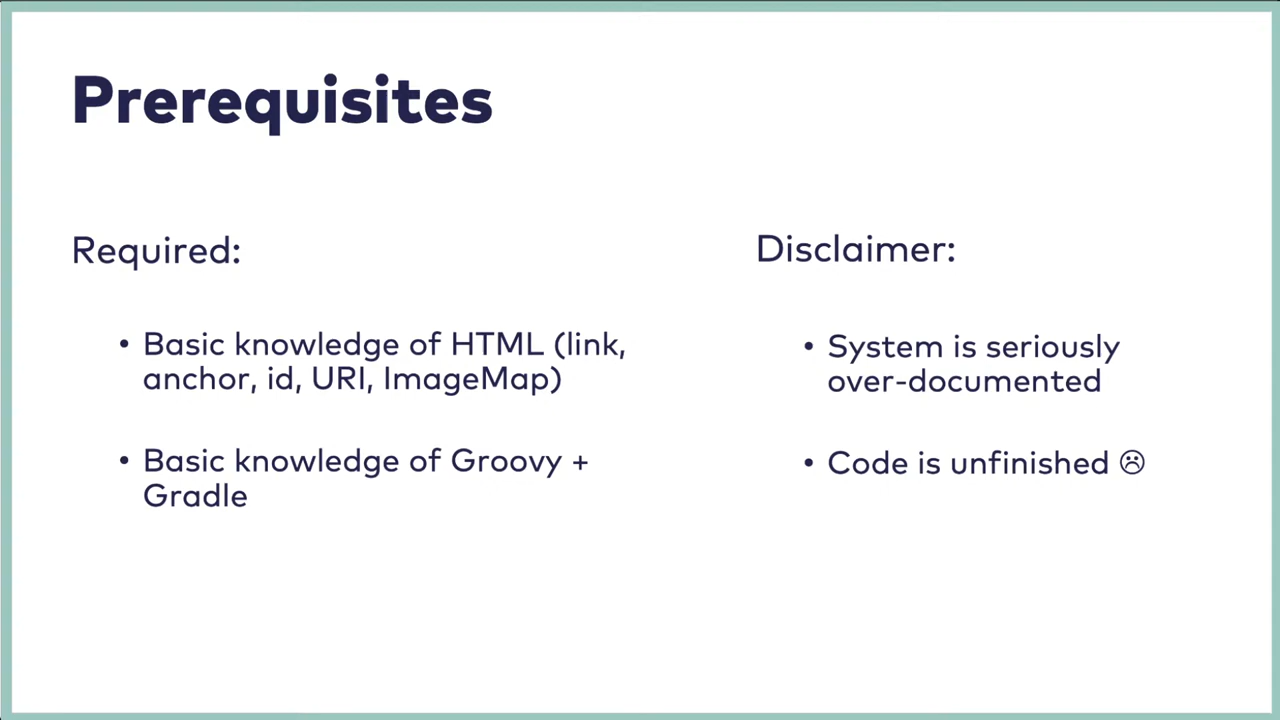 Prerequisites
Required:
• Basic knowledge of HTML (link,
anchor, id, URI, ImageMap)
• Basic knowledge of Groovy +
Gradle
Disclaimer:
• System is seriously
over-documented
• Code is unfinished ☹